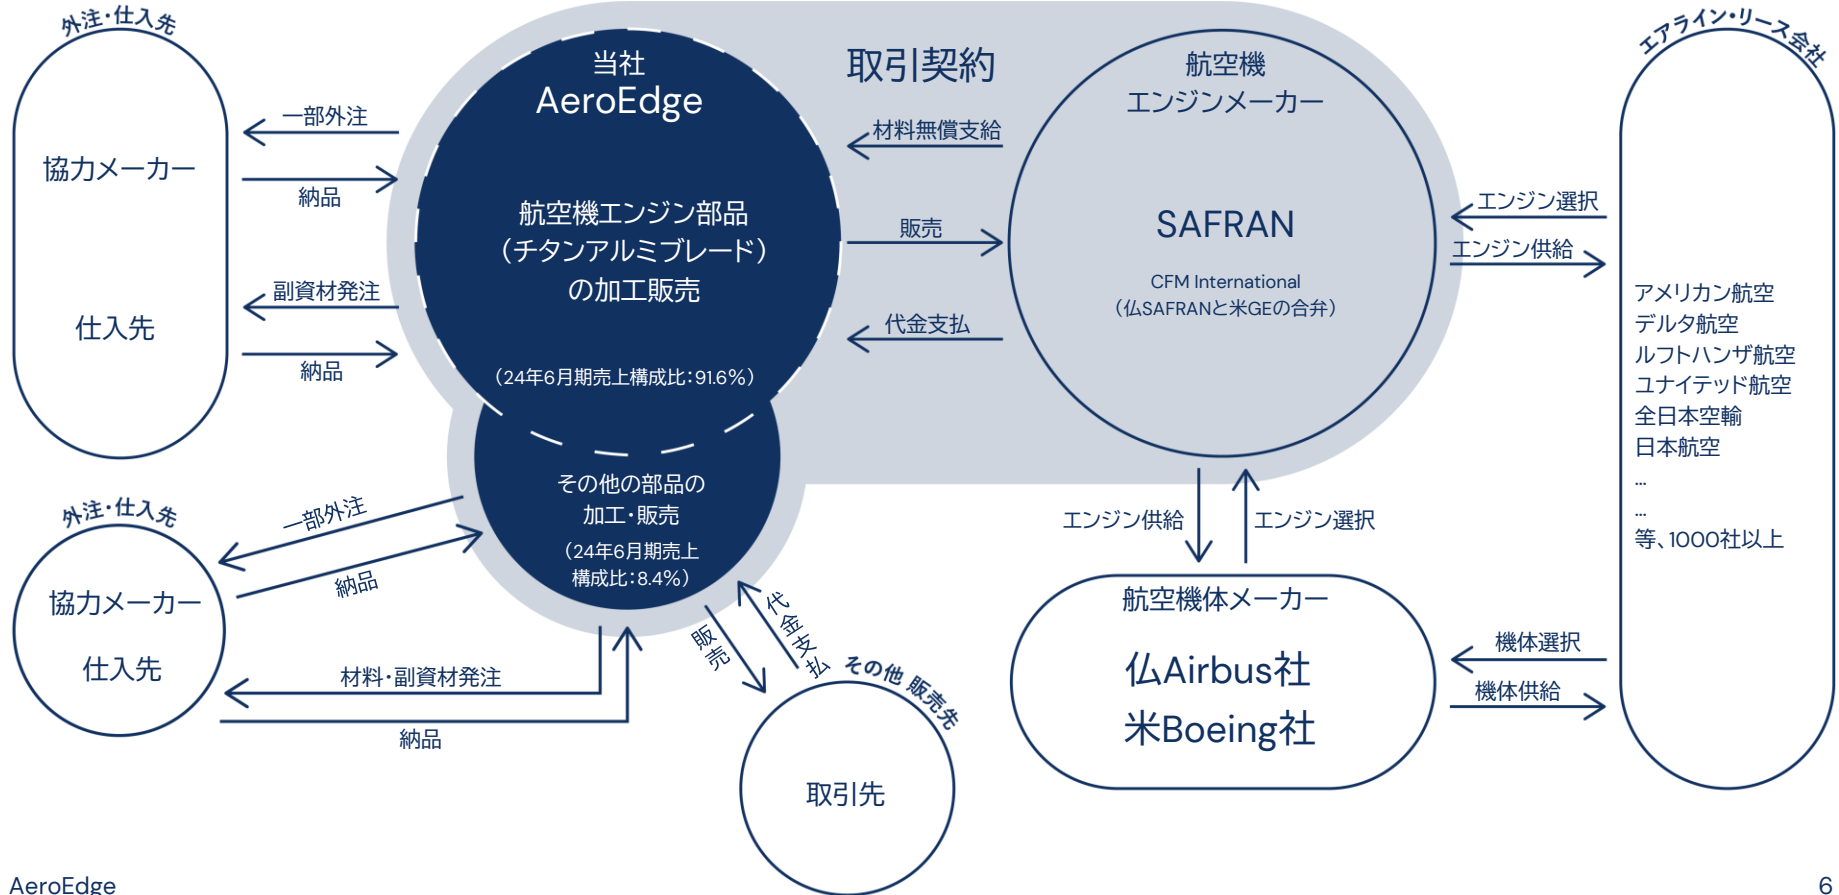 外注・仕入先
協力メーカー
仕入先
一部外注
納品
副資材発注
納品
当社
AeroEdge
航空機エンジン部品
（チタンアルミブレード）
の加工販売
（24年6月期売上構成比：91.6％）
その他の部品の
加工・販売
（24年6月期売上
構成比：8.4％）
取引契約
材料無償支給
販売
代金支払
航空機
エンジンメーカー
SAFRAN
CFM International
（仏SAFRANと米GEの合弁）
エンジン選択
エンジン供給
エアライン・リース会社
アメリカン航空
デルタ航空
ルフトハンザ航空
ユナイテッド航空
全日本空輸
日本航空
...
...
等、1000社以上
外注・仕入先
協力メーカー
仕入先
一部外注
納品
材料・副資材発注
納品
販売
代金支払
その他 販売先
取引先
エンジン供給
エンジン選択
航空機体メーカー
仏Airbus社
米Boeing社
機体選択
機体供給
AeroEdge
6